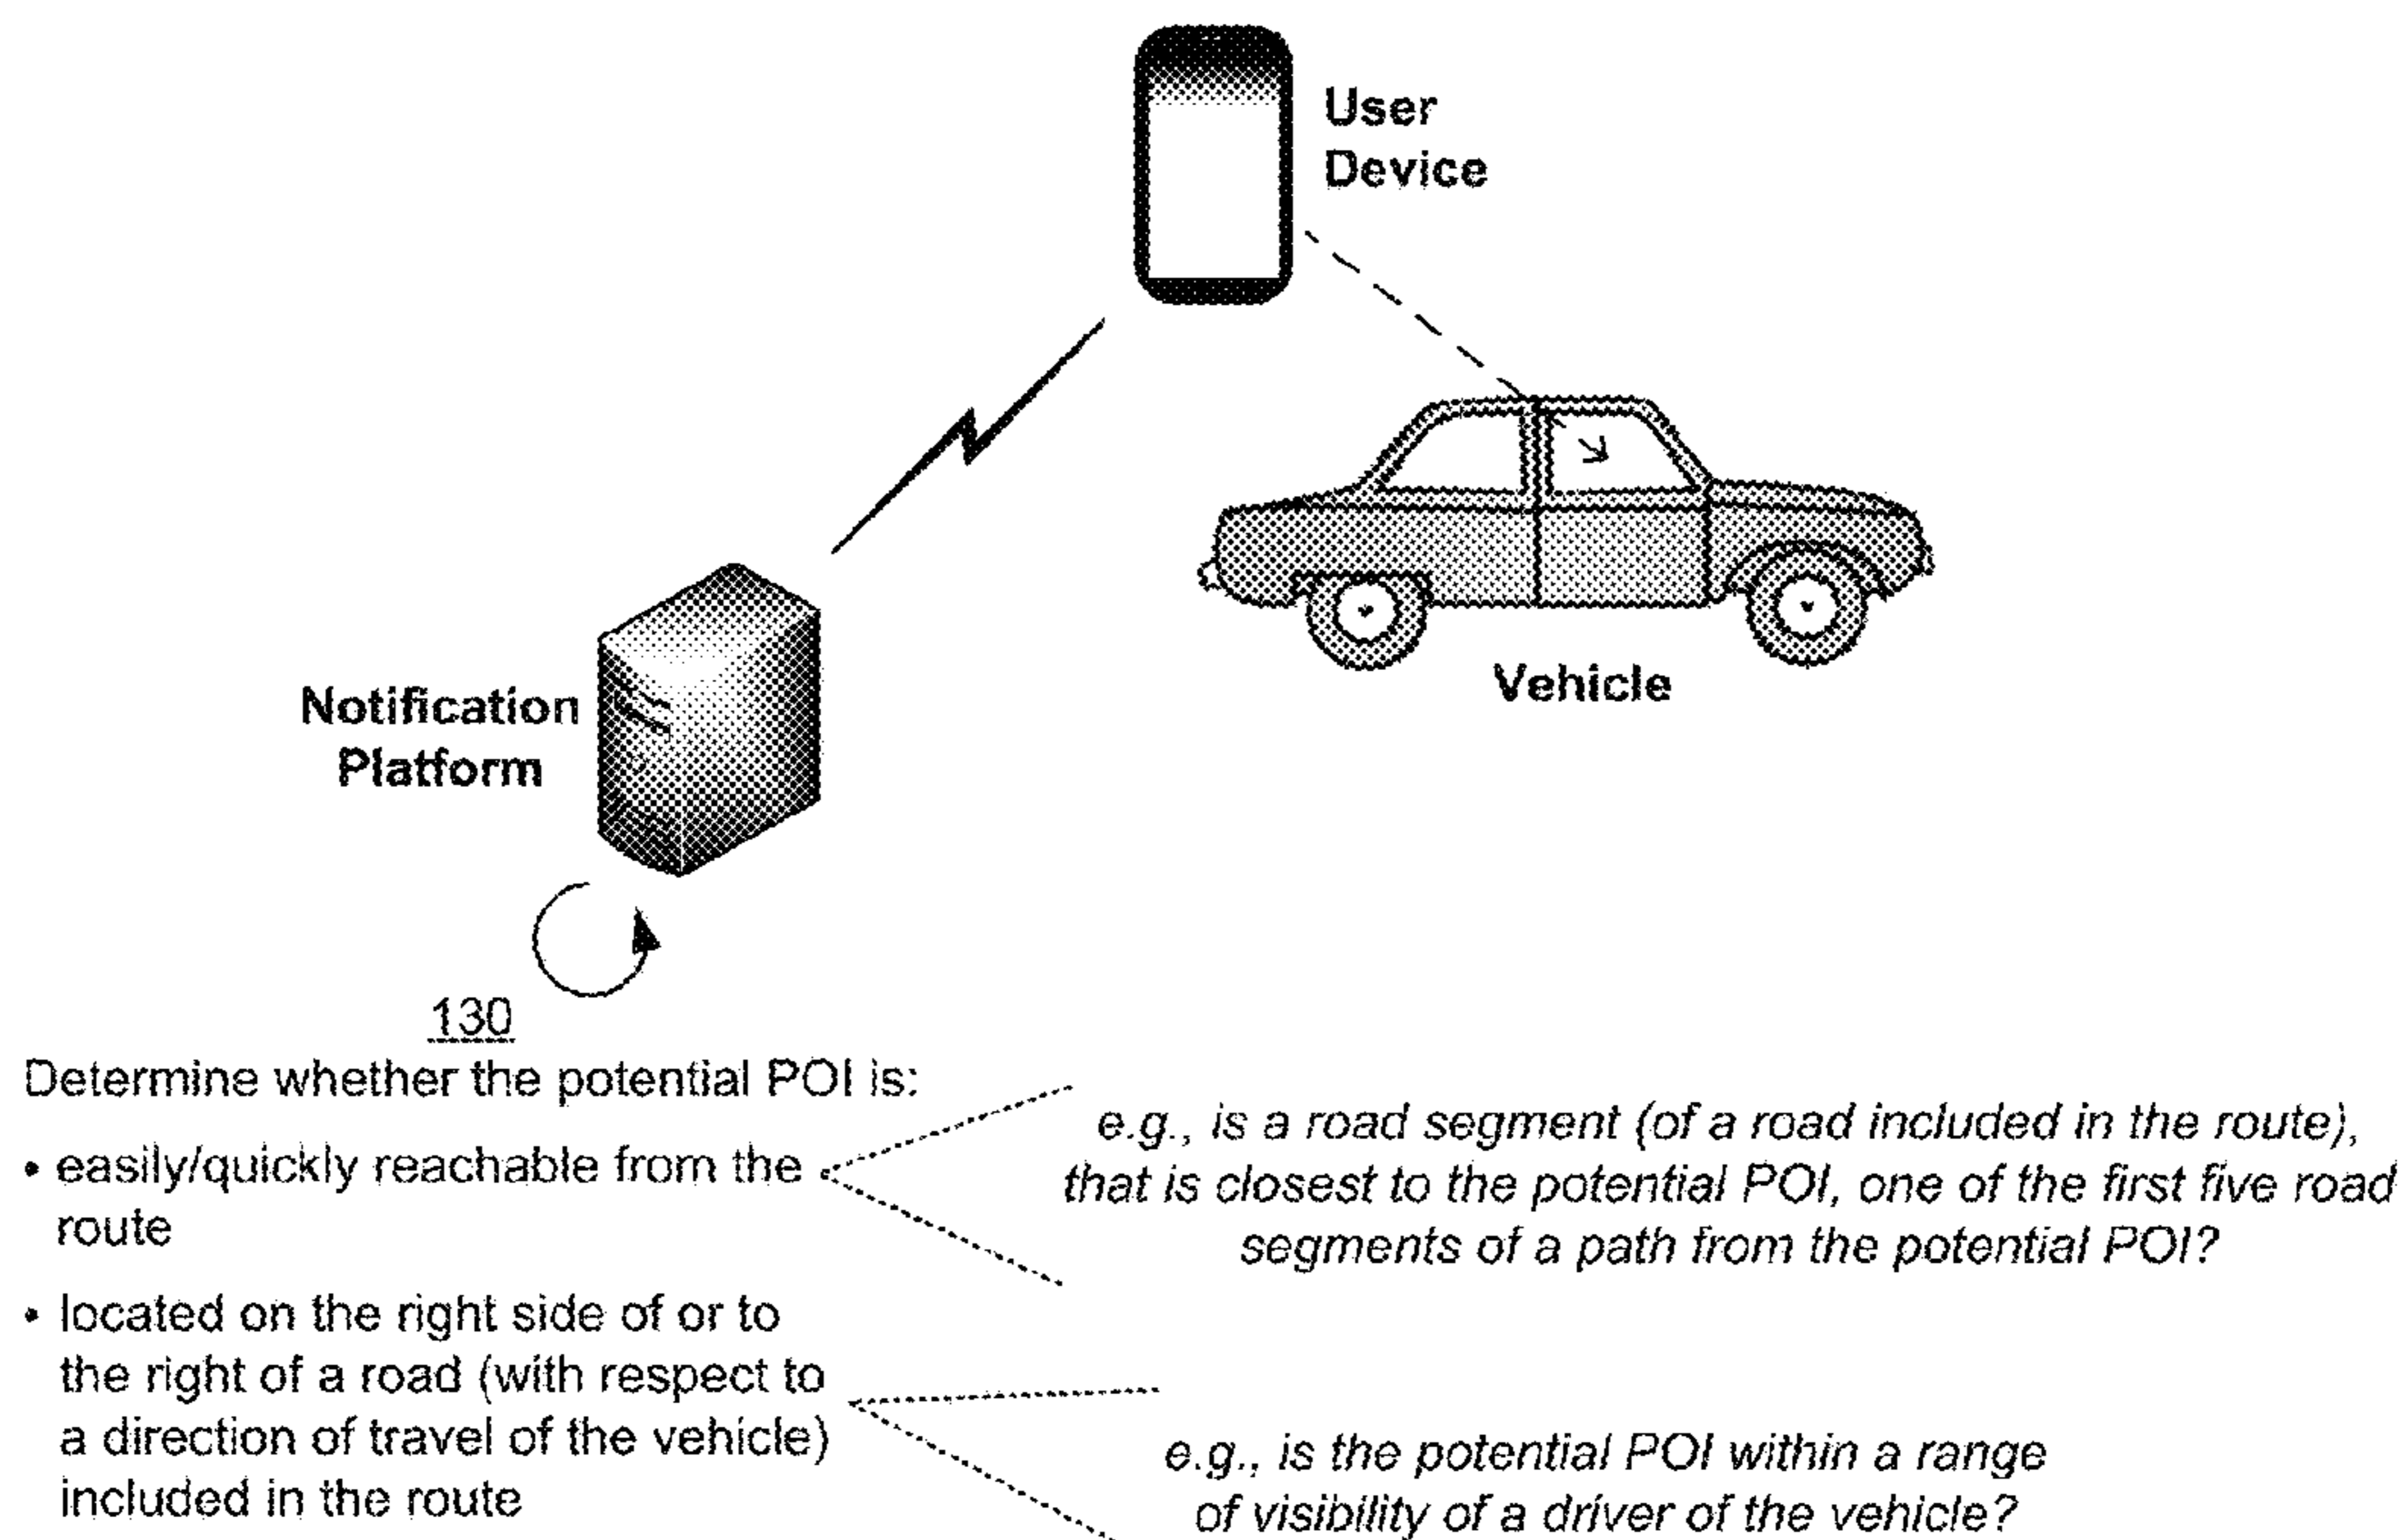 User
Device
Vehicle
Notification
Platform
130
Determine whether the potential POI is:
• easily/quickly reachable from the
route
e.g., is a road segment (of a road included in the route),
that is closest to the potential POI, one of the first five road
segments of a path from the potential POI?
• located on the right side of or to
the right of a road (with respect to
a direction of travel of the vehicle)
included in the route
e.g., is the potential POI within a range
of visibility of a driver of the vehicle?